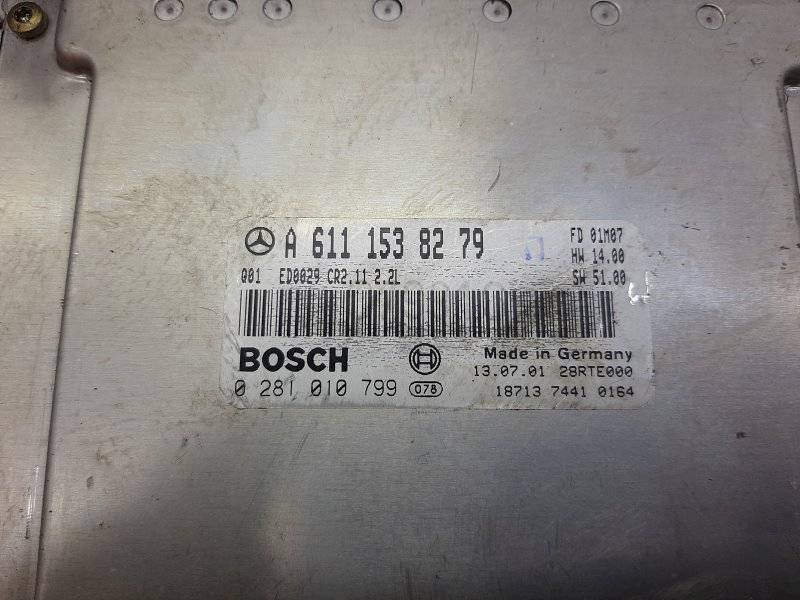 A 611 153 82 79
FD 01M07
HW 14.00
Q01 ED0029 CR2.11 2.2L
SW 51.00
BOSCH
Made in Germany
13.07.01 28RTE000
0 281 010 799 078
18713 7441 0164